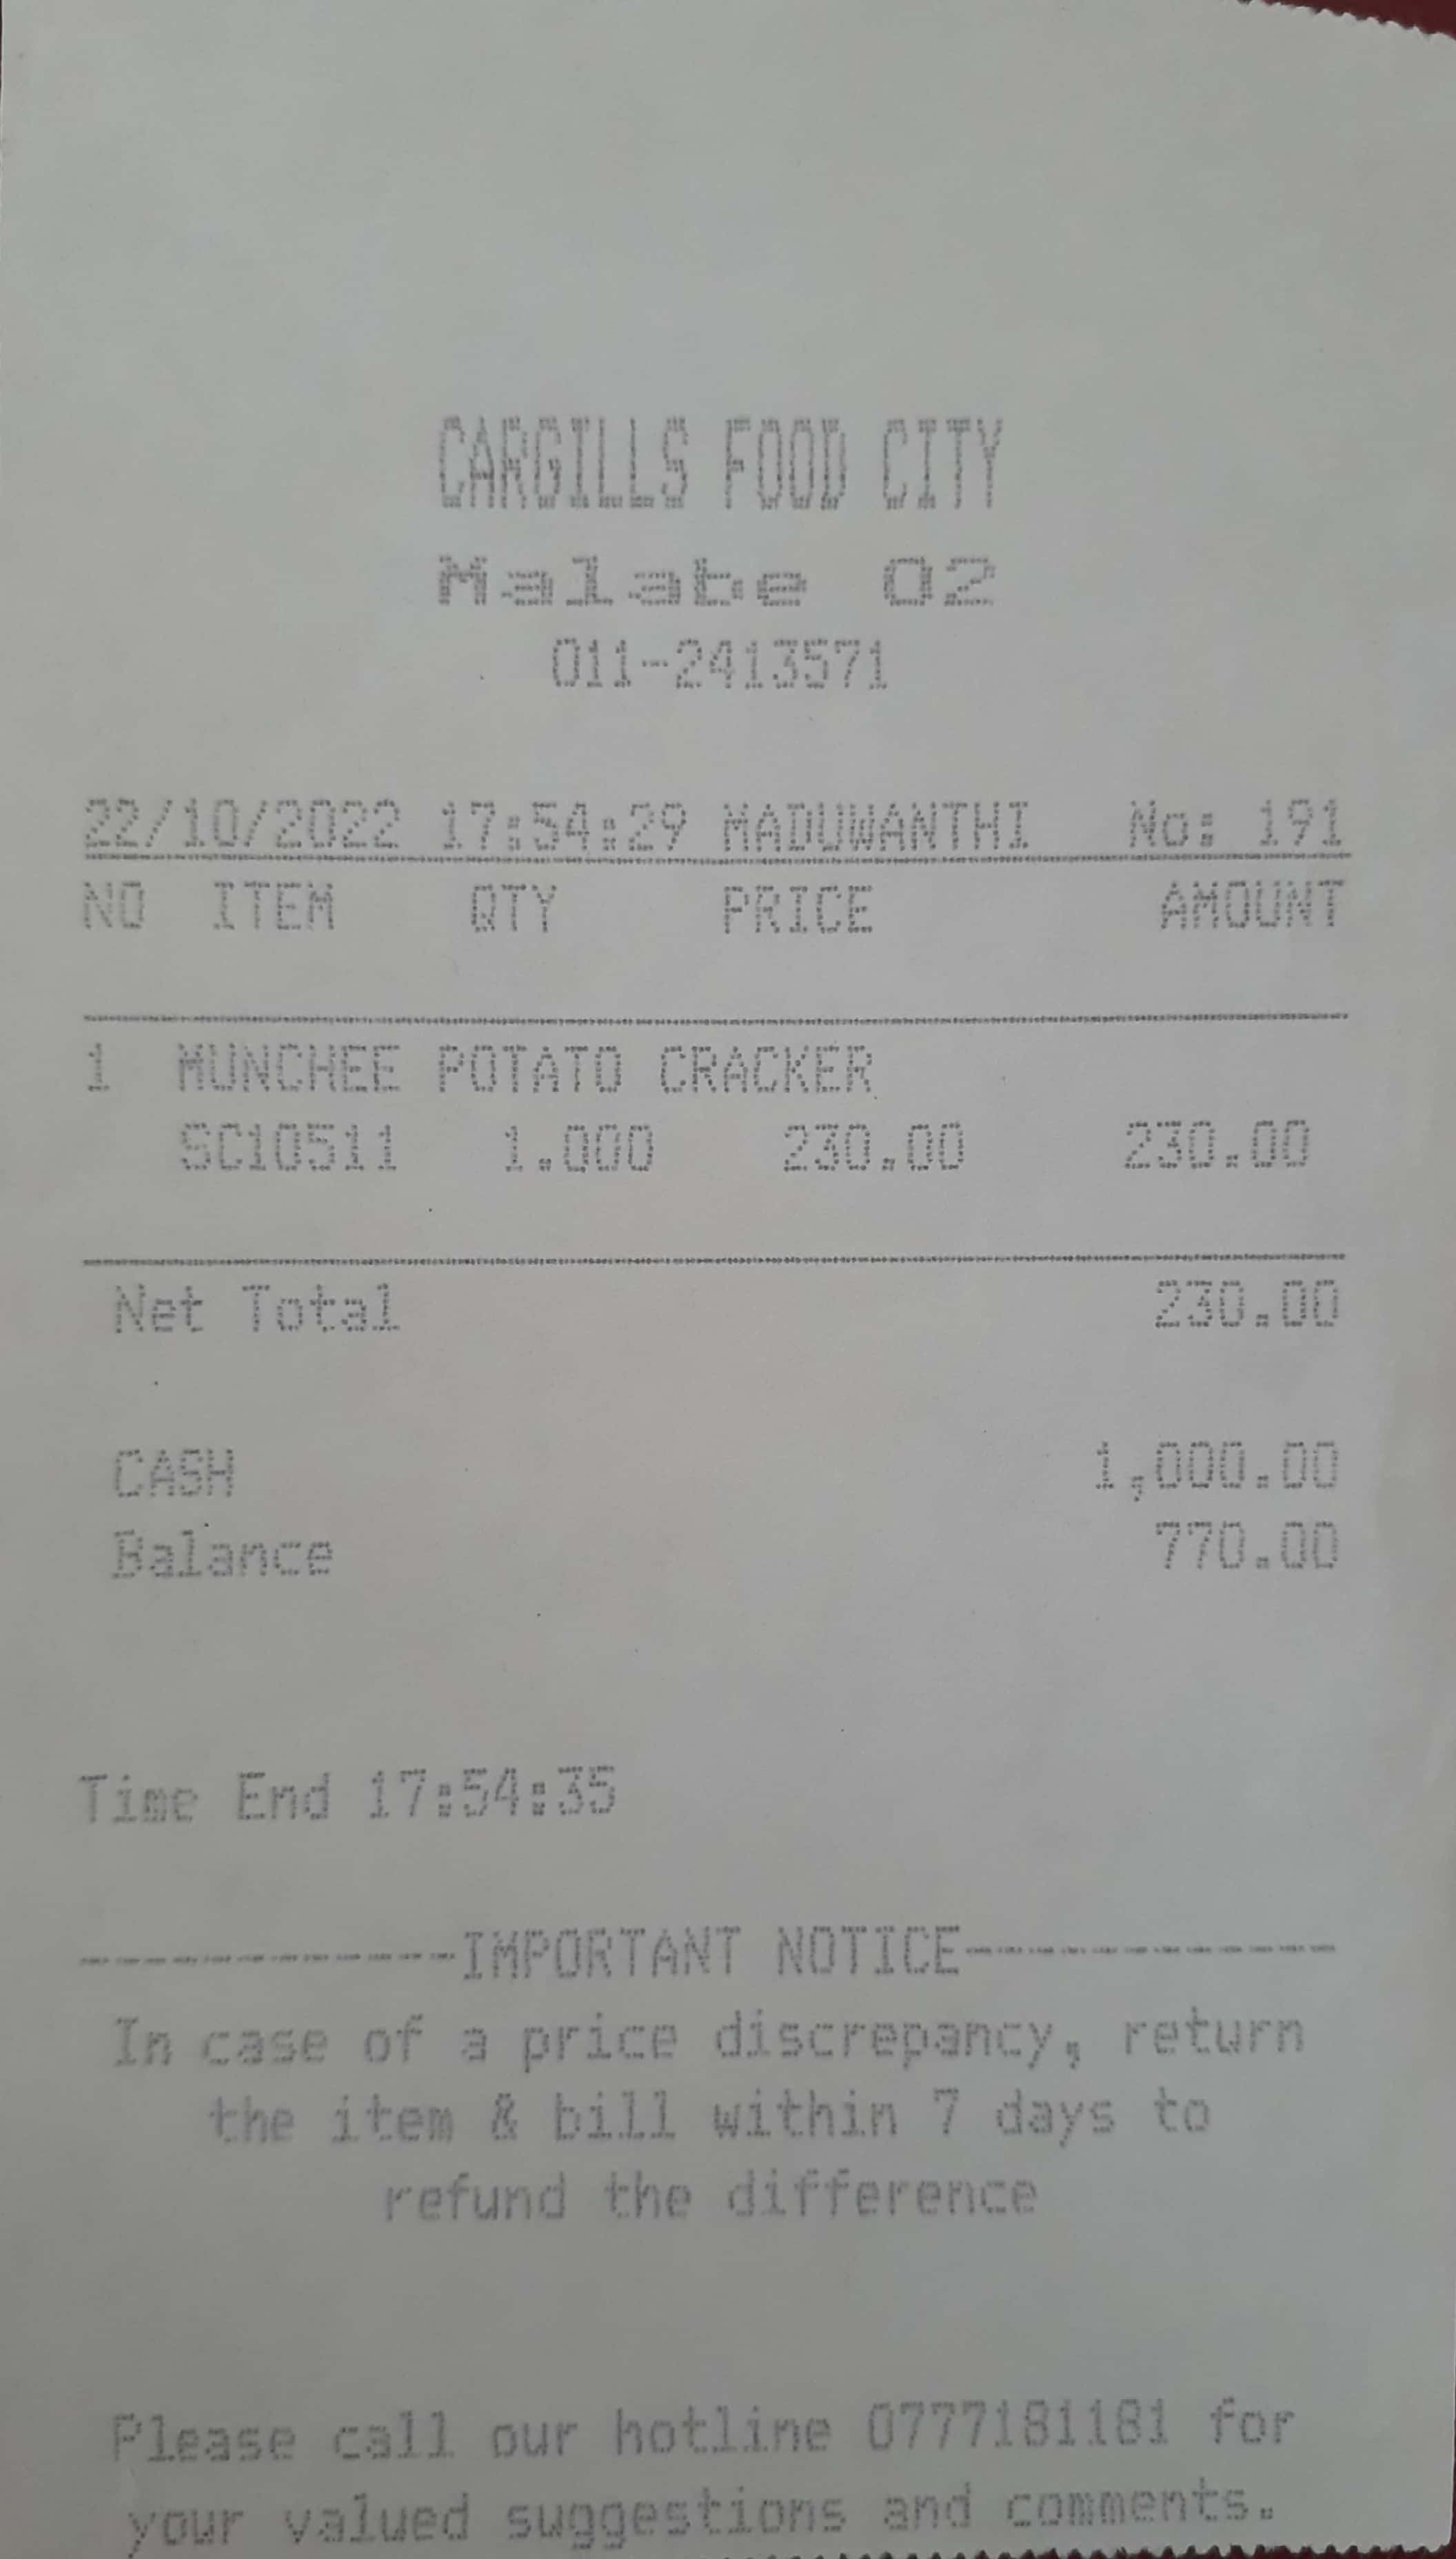 CARGILLS FOOD CITY
Malabe 02
011-2413571
22/10/2022 17:54:29 MADUWANTHI No: 191
NO ITEM QTY PRICE AMOUNT
1 MUNCHEE POTATO CRACKER
SC10511 1.000 230.00 230.00
Net Total 230.00
CASH 1,000.00
Balance 770.00
Time End 17:54:35
------------IMPORTANT NOTICE------------
In case of a price discrepancy, return
the item & bill within 7 days to
refund the difference
Please call our hotline 0777181181 for
your valued suggestions and comments.